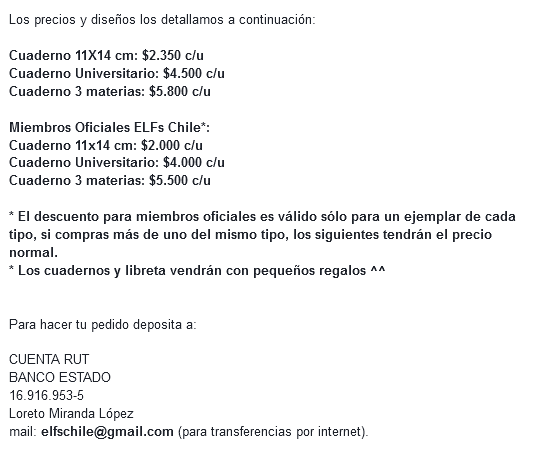 Los precios y diseños los detallamos a continuación:
Cuaderno 11X14 cm: $2.350 c/u
Cuaderno Universitario: $4.500 c/u
Cuaderno 3 materias: $5.800 c/u
Miembros Oficiales ELFs Chile*:
Cuaderno 11x14 cm: $2.000 c/u
Cuaderno Universitario: $4.000 c/u
Cuaderno 3 materias: $5.500 c/u
* El descuento para miembros oficiales es válido sólo para un ejemplar de cada
tipo, si compras más de uno del mismo tipo, los siguientes tendrán el precio
normal.
* Los cuadernos y libreta vendrán con pequeños regalos ^^
Para hacer tu pedido deposita a:
CUENTA RUT
BANCO ESTADO
16.916.953-5
Loreto Miranda López
mail: elfschile@gmail.com (para transferencias por internet).